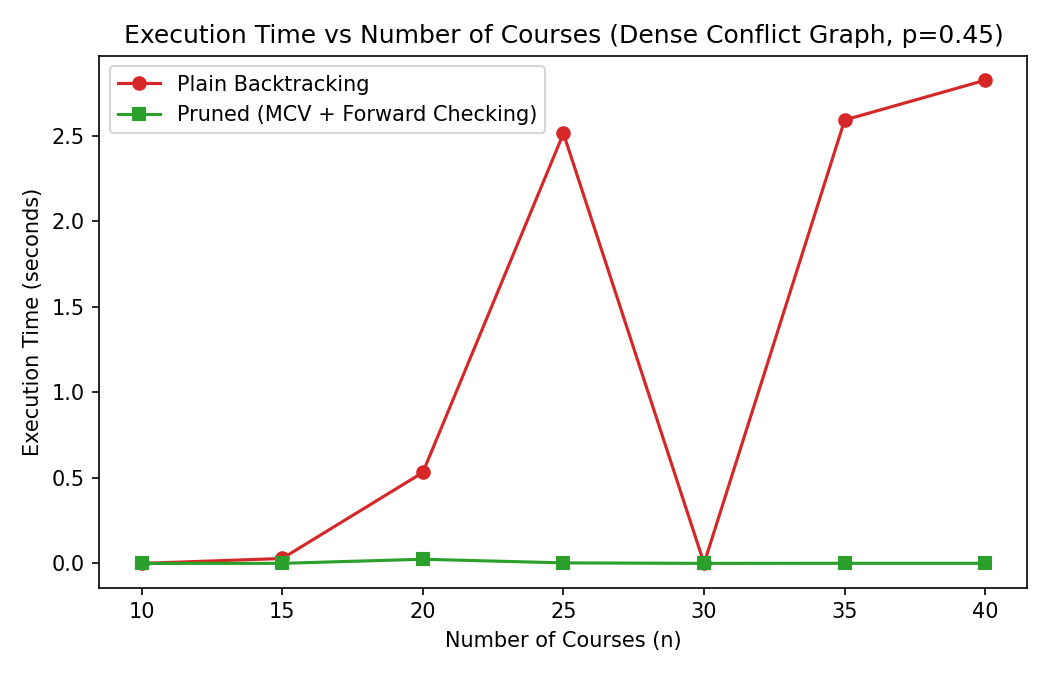 Execution Time vs Number of Courses (Dense Conflict Graph, p=0.45)
Plain Backtracking
Pruned (MCV + Forward Checking)
Execution Time (seconds)
2.5
2.0
1.5
1.0
0.5
0.0
10 15 20 25 30 35 40
Number of Courses (n)